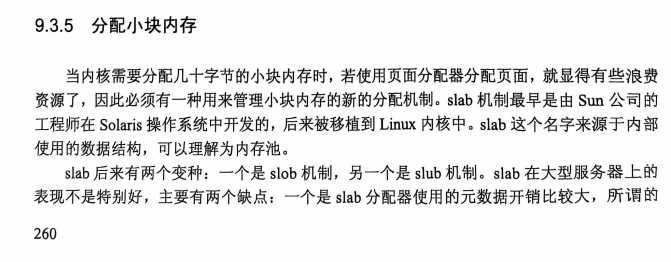 9.3.5 分配小块内存
当内核需要分配几十字节的小块内存时，若使用页面分配器分配页面，就显得有些浪费
资源了，因此必须有一种用来管理小块内存的新的分配机制。slab 机制最早是由 Sun 公司的
工程师在 Solaris 操作系统中开发的，后来被移植到 Linux 内核中。slab 这个名字来源于内部
使用的数据结构，可以理解为内存池。
slab 后来有两个变种：一个是 slob 机制，另一个是 slub 机制。slab 在大型服务器上的
表现不是特别好，主要有两个缺点：一个是 slab 分配器使用的元数据开销比较大，所谓的
260